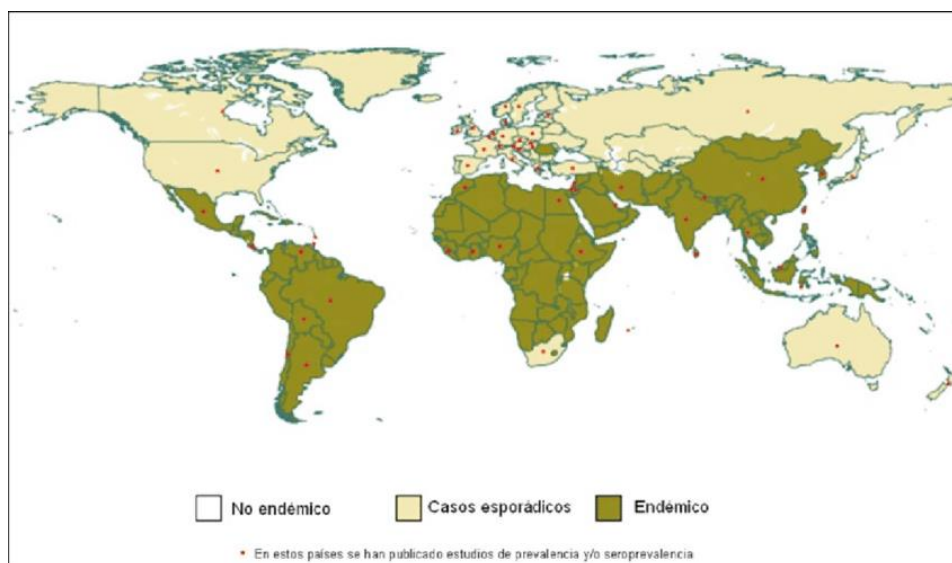 No endémico
Casos esporádicos
Endémico
En estos países se han publicado estudios de prevalencia y/o seroprevalencia